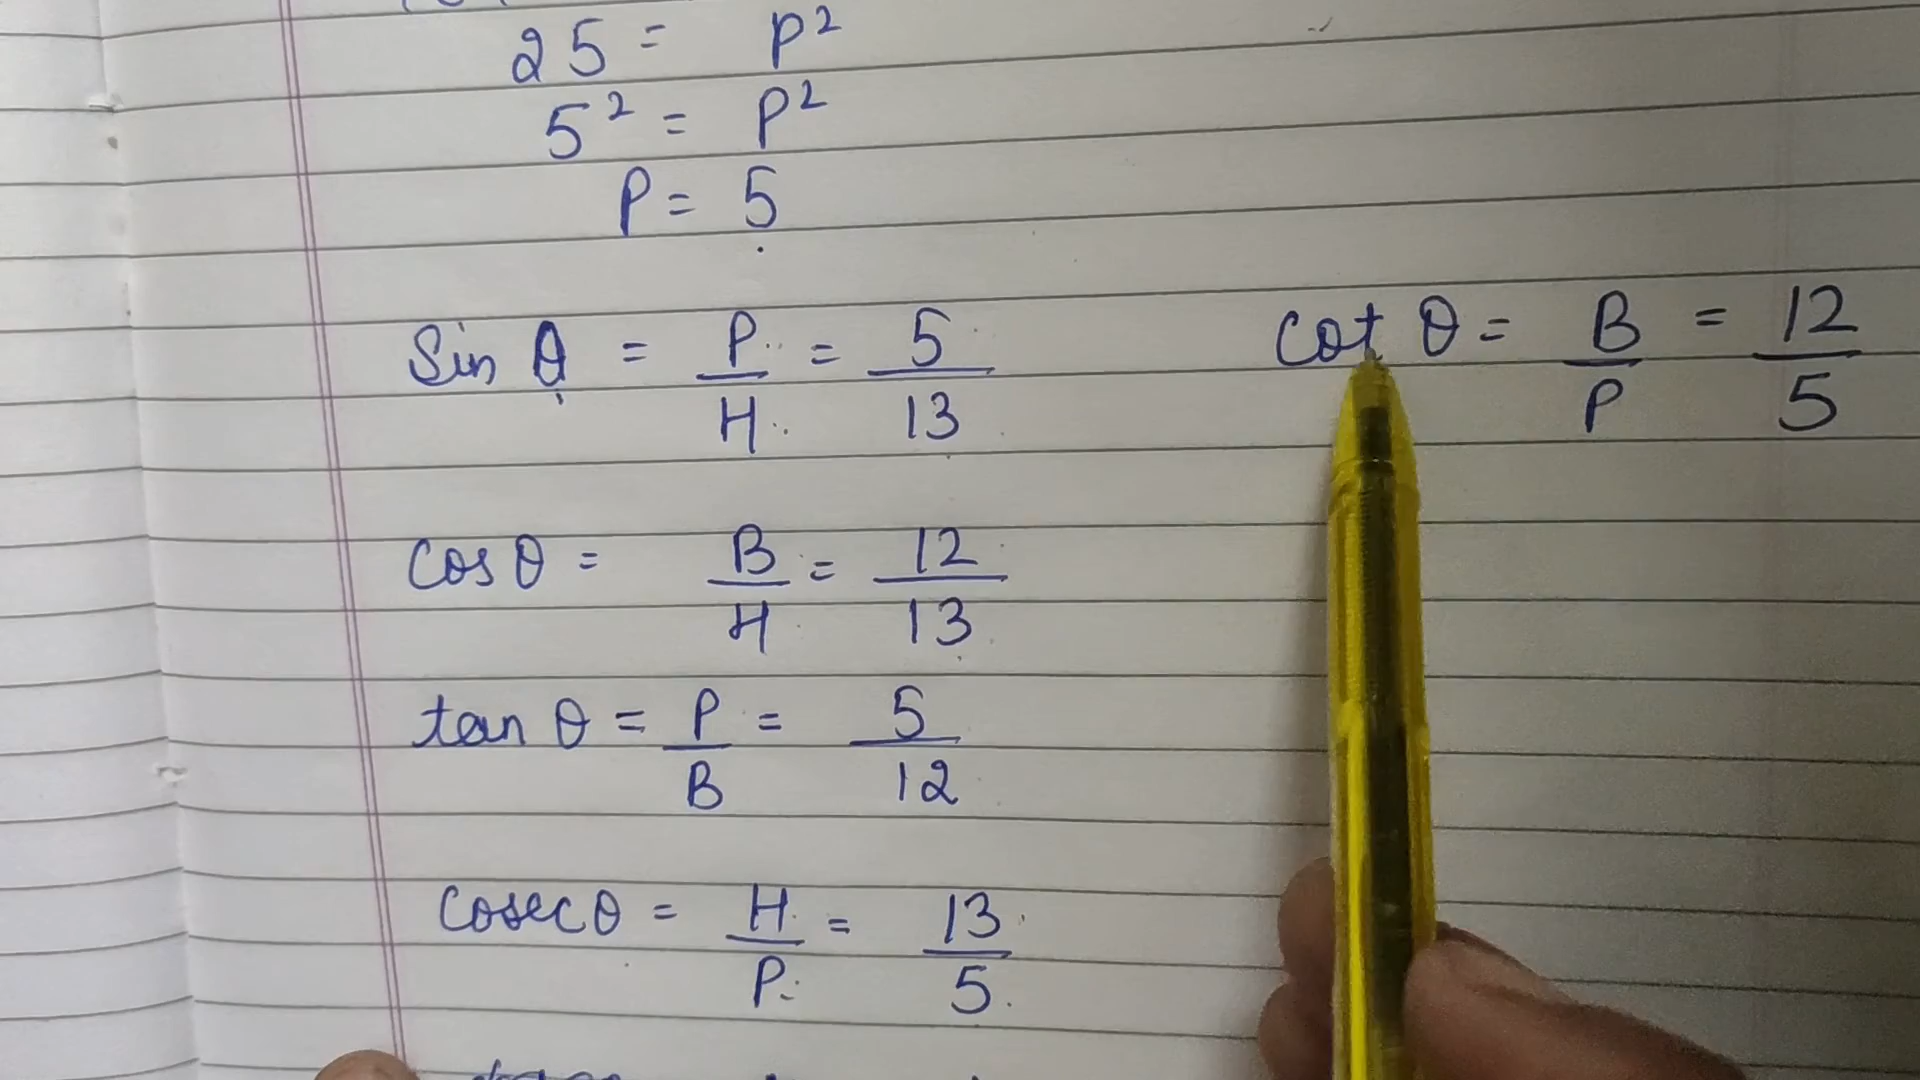 25 = P²
5² = P²
P = 5
Sin θ = P/H = 5/13
cot θ = B/P = 12/5
cos θ = B/H = 12/13
tan θ = P/B = 5/12
cosec θ = H/P = 13/5